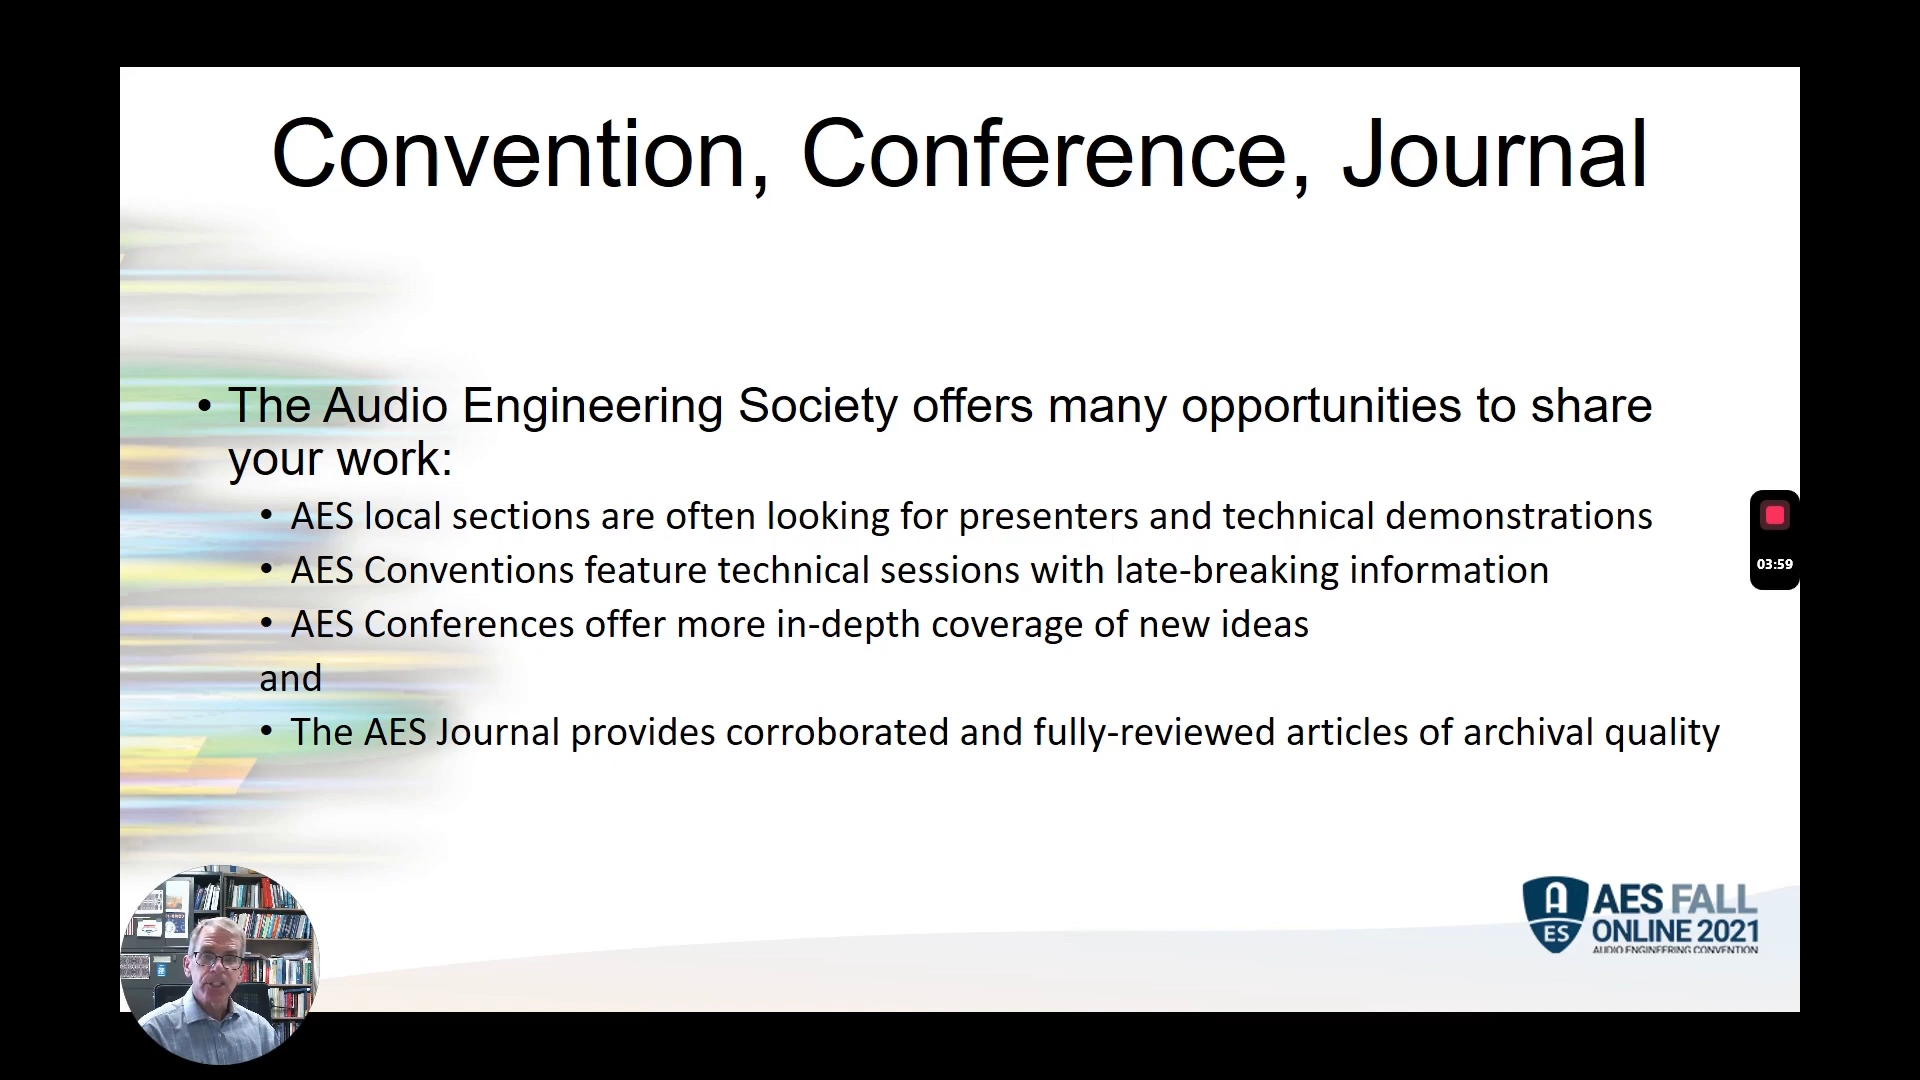 Convention, Conference, Journal
• The Audio Engineering Society offers many opportunities to share
your work:
• AES local sections are often looking for presenters and technical demonstrations
• AES Conventions feature technical sessions with late-breaking information
• AES Conferences offer more in-depth coverage of new ideas
and
• The AES Journal provides corroborated and fully-reviewed articles of archival quality
03:59
A
ES
AES FALL
ONLINE 2021
AUDIO ENGINEERING CONVENTION